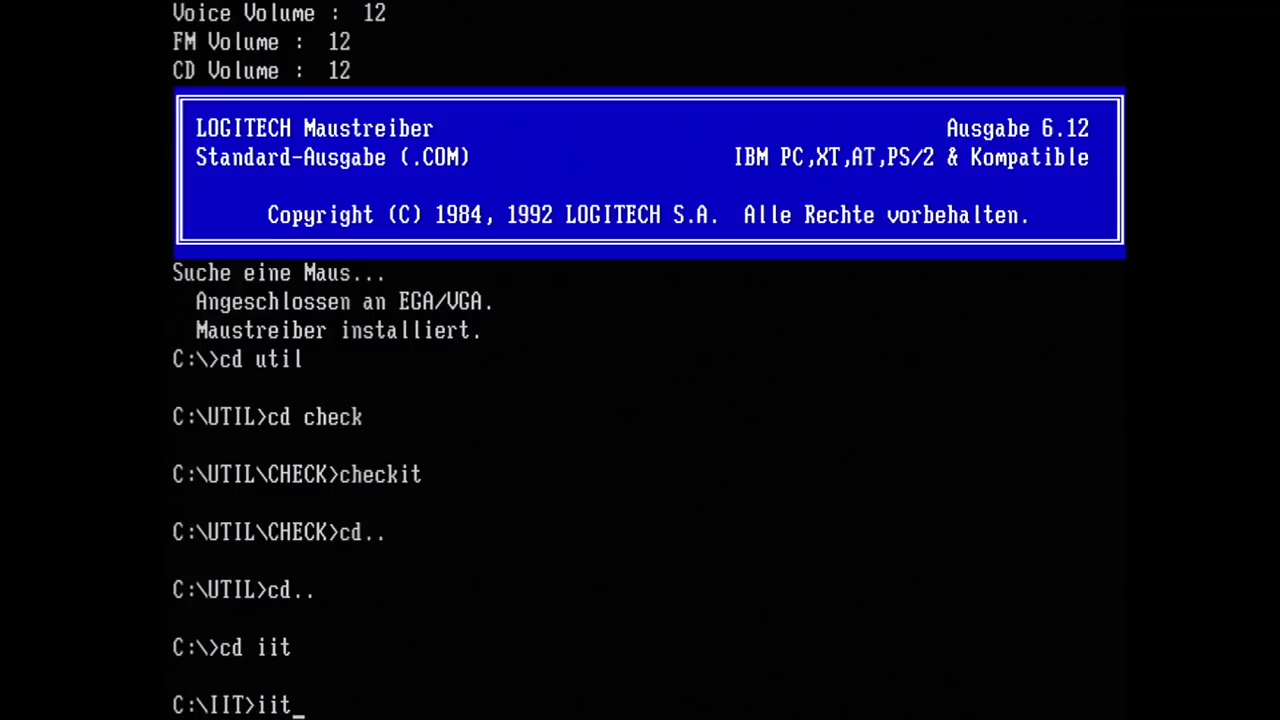 Voice Volume :  12
FM Volume :  12
CD Volume :  12
LOGITECH Maustreiber Ausgabe 6.12
Standard-Ausgabe (.COM) IBM PC,XT,AT,PS/2 & Kompatible
Copyright (C) 1984, 1992 LOGITECH S.A.  Alle Rechte vorbehalten.
Suche eine Maus...
Angeschlossen an EGA/VGA.
Maustreiber installiert.
C:\>cd util
C:\UTIL>cd check
C:\UTIL\CHECK>checkit
C:\UTIL\CHECK>cd..
C:\UTIL>cd..
C:\>cd iit
C:\IIT>iit_